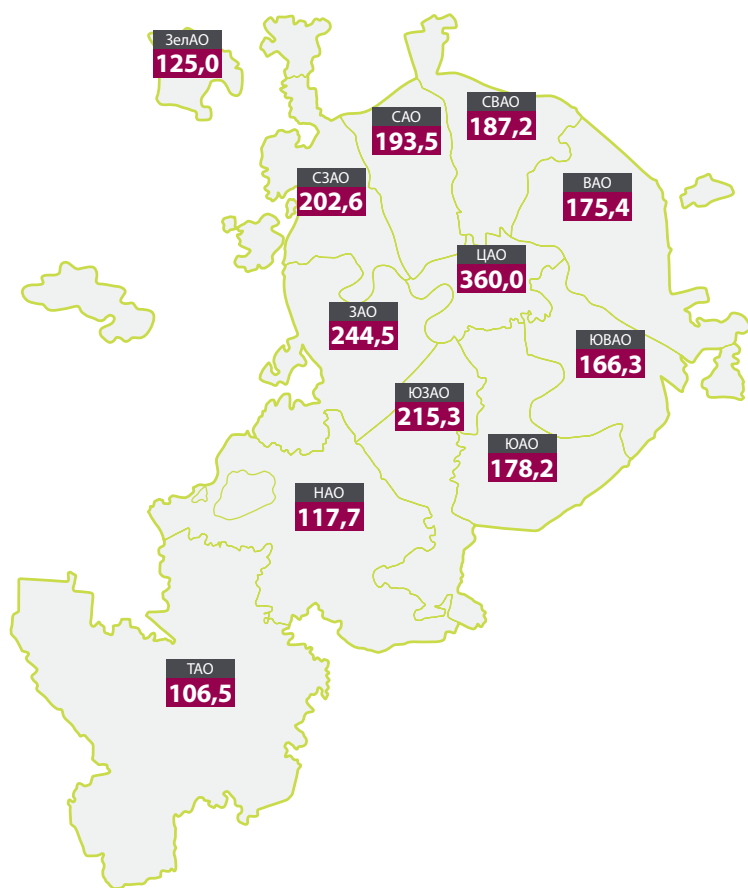 ЗелАО
125,0
СВАО
187,2
САО
193,5
СЗАО
202,6
ВАО
175,4
ЦАО
360,0
ЗАО
244,5
ЮВАО
166,3
ЮЗАО
215,3
ЮАО
178,2
НАО
117,7
ТАО
106,5